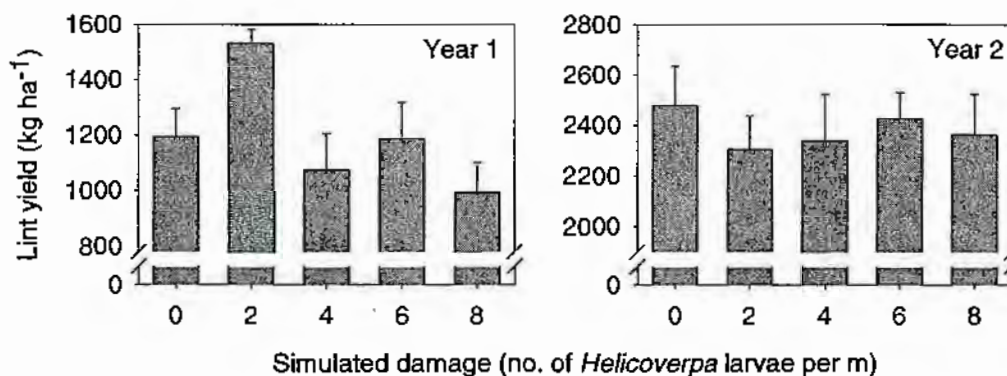 Lint yield (kg ha⁻¹)
1600
1400
1200
1000
800
0
Year 1
0 2 4 6 8
2800
2600
2400
2200
2000
0
Year 2
0 2 4 6 8
Simulated damage (no. of Helicoverpa larvae per m)